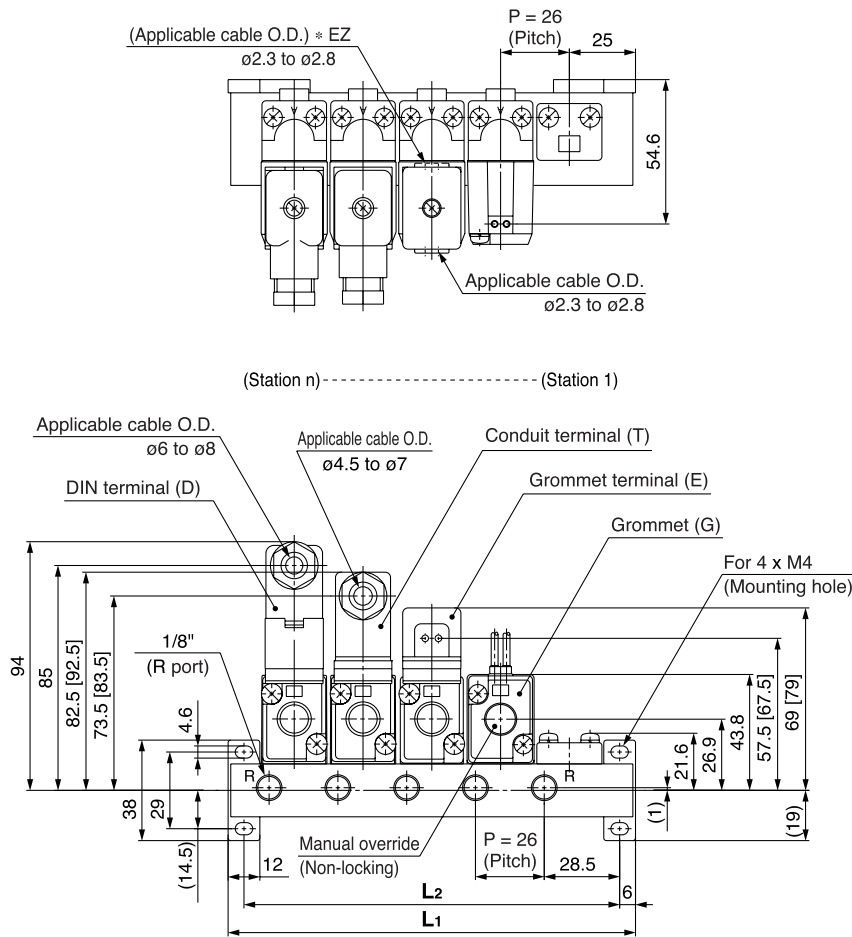 P = 26
(Pitch)
25
(Applicable cable O.D.) * EZ
ø2.3 to ø2.8
54.6
Applicable cable O.D.
ø2.3 to ø2.8
(Station n)
(Station 1)
Applicable cable O.D.
ø6 to ø8
Applicable cable O.D.
ø4.5 to ø7
Conduit terminal (T)
DIN terminal (D)
Grommet terminal (E)
Grommet (G)
For 4 x M4
(Mounting hole)
1/8"
(R port)
94
85
82.5 [92.5]
73.5 [83.5]
4.6
38
29
(14.5)
R
R
21.6
26.9
43.8
57.5 [67.5]
69 [79]
(1)
(19)
Manual override
(Non-locking)
P = 26
(Pitch)
12
28.5
6
L2
L1